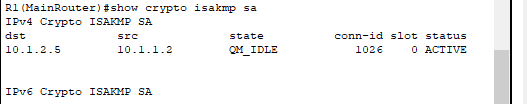 R1(MainRouter)#show crypto isakmp sa
IPv4 Crypto ISAKMP SA
dst src state conn-id slot status
10.1.2.5 10.1.1.2 QM_IDLE 1026 0 ACTIVE
IPv6 Crypto ISAKMP SA